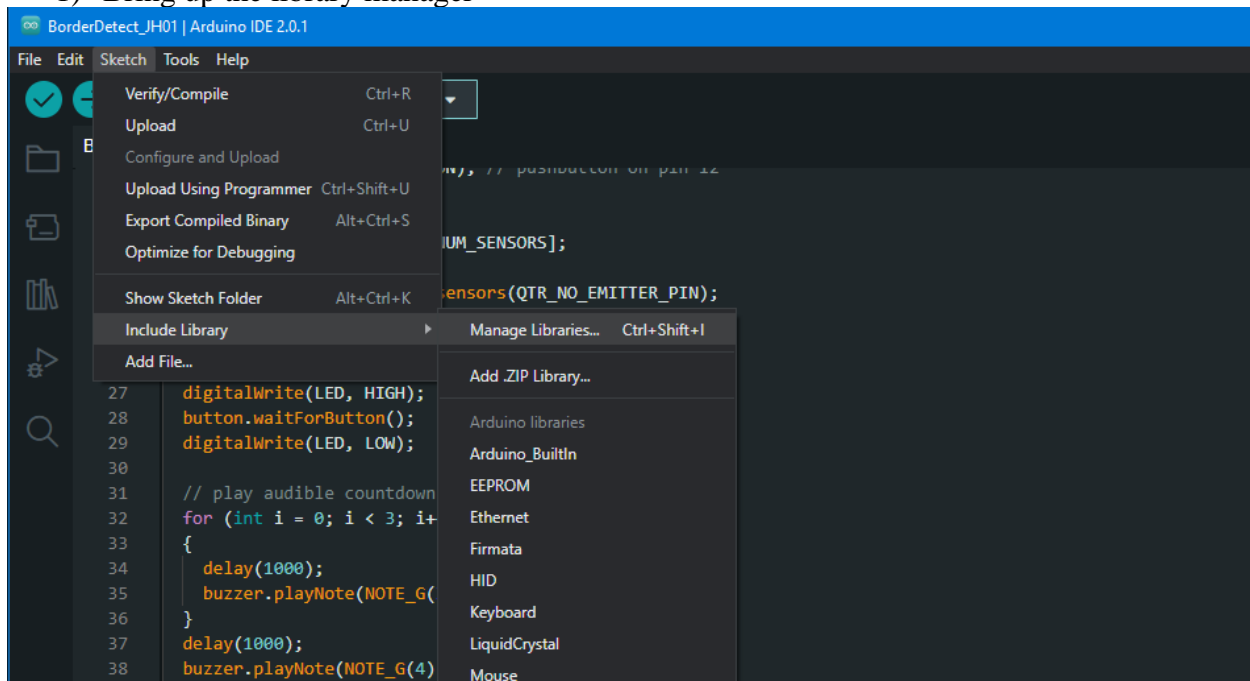 1) Bring up the library manager
BorderDetect_JH01 | Arduino IDE 2.0.1
File Edit Sketch Tools Help
Verify/Compile Ctrl+R
Upload Ctrl+U
Configure and Upload
Upload Using Programmer Ctrl+Shift+U
Export Compiled Binary Alt+Ctrl+S
Optimize for Debugging
Show Sketch Folder Alt+Ctrl+K
Include Library
Add File...
Manage Libraries... Ctrl+Shift+I
Add .ZIP Library...
Arduino libraries
Arduino_BuiltIn
EEPROM
Ethernet
Firmata
HID
Keyboard
LiquidCrystal
Mouse
B
N); // pushbutton on pin 12
UM_SENSORS];
sensors(QTR_NO_EMITTER_PIN);
27 digitalWrite(LED, HIGH);
28 button.waitForButton();
29 digitalWrite(LED, LOW);
30
31 // play audible countdown
32 for (int i = 0; i < 3; i+
33 {
34 delay(1000);
35 buzzer.playNote(NOTE_G(
36 }
37 delay(1000);
38 buzzer.playNote(NOTE_G(4)